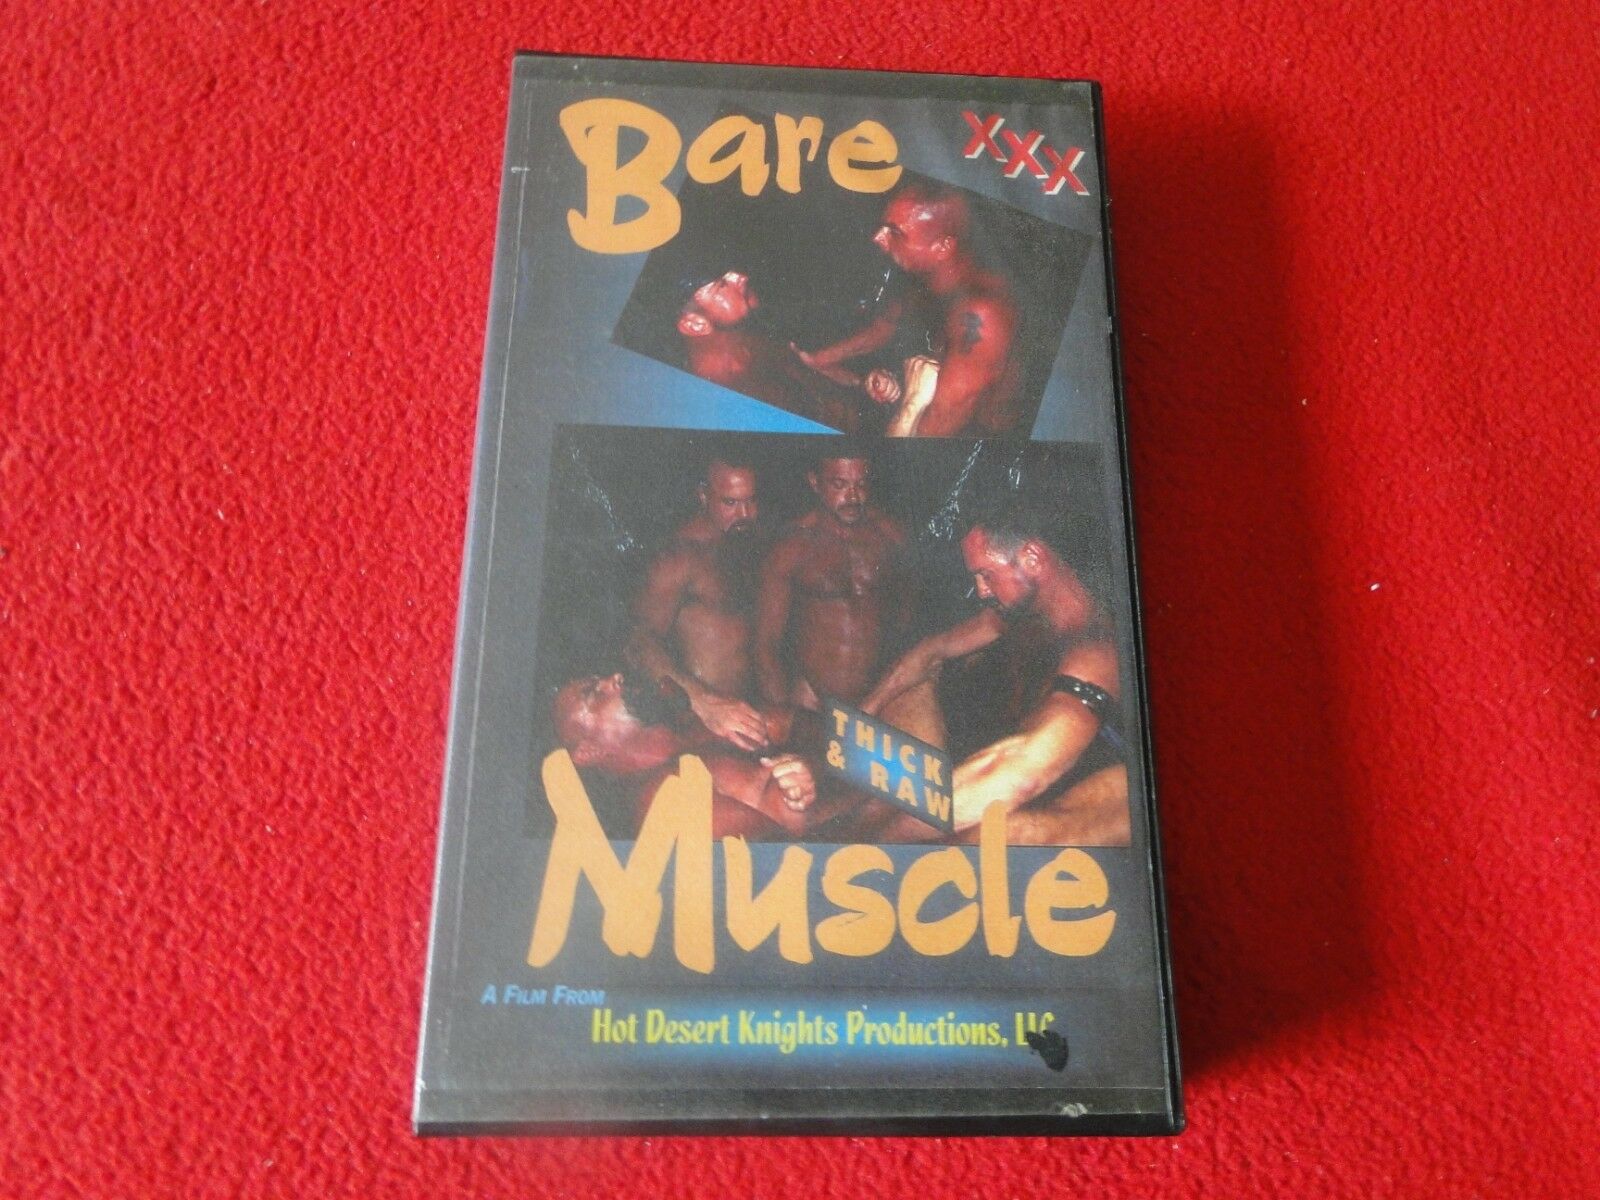 Bare
XXX
THICK
& RAW
Muscle
A FILM FROM
Hot Desert Knights Productions, LLC